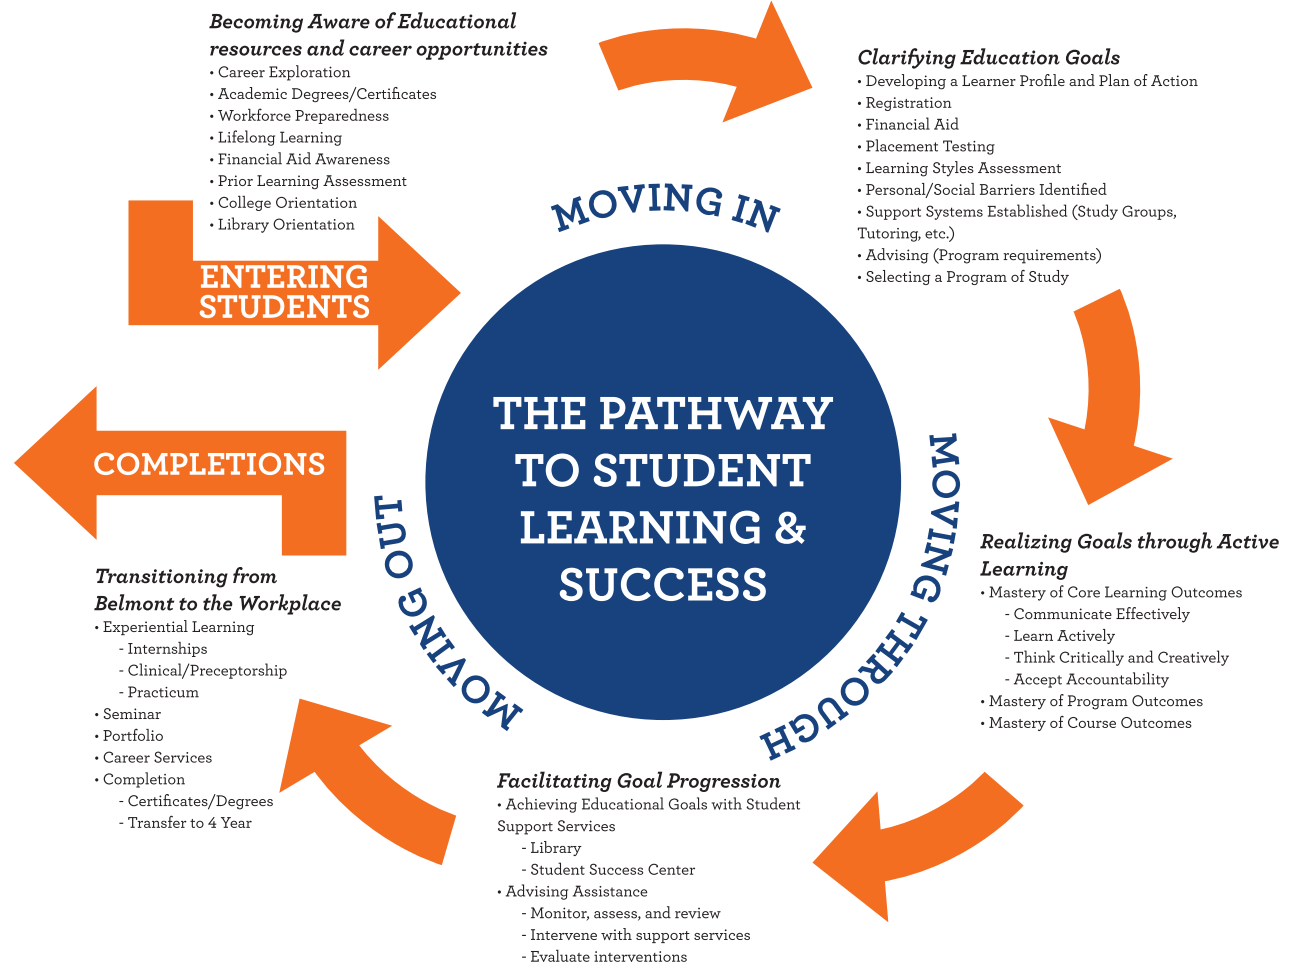 Becoming Aware of Educational
resources and career opportunities
• Career Exploration
• Academic Degrees/Certificates
• Workforce Preparedness
• Lifelong Learning
• Financial Aid Awareness
• Prior Learning Assessment
• College Orientation
• Library Orientation
ENTERING
STUDENTS
MOVING IN
Clarifying Education Goals
• Developing a Learner Profile and Plan of Action
• Registration
• Financial Aid
• Placement Testing
• Learning Styles Assessment
• Personal/Social Barriers Identified
• Support Systems Established (Study Groups,
Tutoring, etc.)
• Advising (Program requirements)
• Selecting a Program of Study
THE PATHWAY
TO STUDENT
LEARNING &
SUCCESS
MOVING THROUGH
Realizing Goals through Active
Learning
• Mastery of Core Learning Outcomes
- Communicate Effectively
- Learn Actively
- Think Critically and Creatively
- Accept Accountability
• Mastery of Program Outcomes
• Mastery of Course Outcomes
Facilitating Goal Progression
• Achieving Educational Goals with Student
Support Services
- Library
- Student Success Center
• Advising Assistance
- Monitor, assess, and review
- Intervene with support services
- Evaluate interventions
MOVING OUT
Transitioning from
Belmont to the Workplace
• Experiential Learning
- Internships
- Clinical/Preceptorship
- Practicum
• Seminar
• Portfolio
• Career Services
• Completion
- Certificates/Degrees
- Transfer to 4 Year
COMPLETIONS